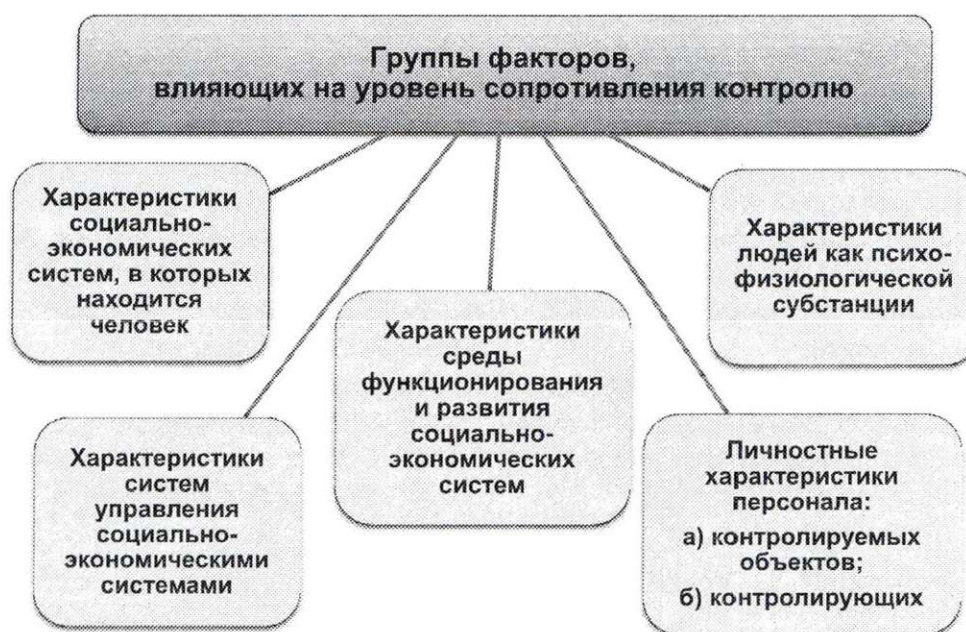 Группы факторов,
влияющих на уровень сопротивления контролю
Характеристики
социально-
экономических
систем, в которых
находится
человек
Характеристики
систем
управления
социально-
экономическими
системами
Характеристики
среды
функционирования
и развития
социально-
экономических
систем
Личностные
характеристики
персонала:
а) контролируемых
объектов;
б) контролирующих
Характеристики
людей как психо-
физиологической
субстанции